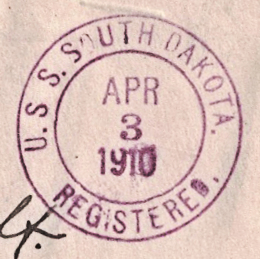 U.S.S. SOUTH DAKOTA.
APR
3
1910
REGISTERED.